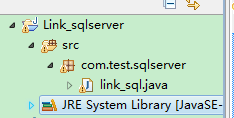 Link_sqlserver
src
com.test.sqlserver
link_sql.java
JRE System Library [JavaSE-